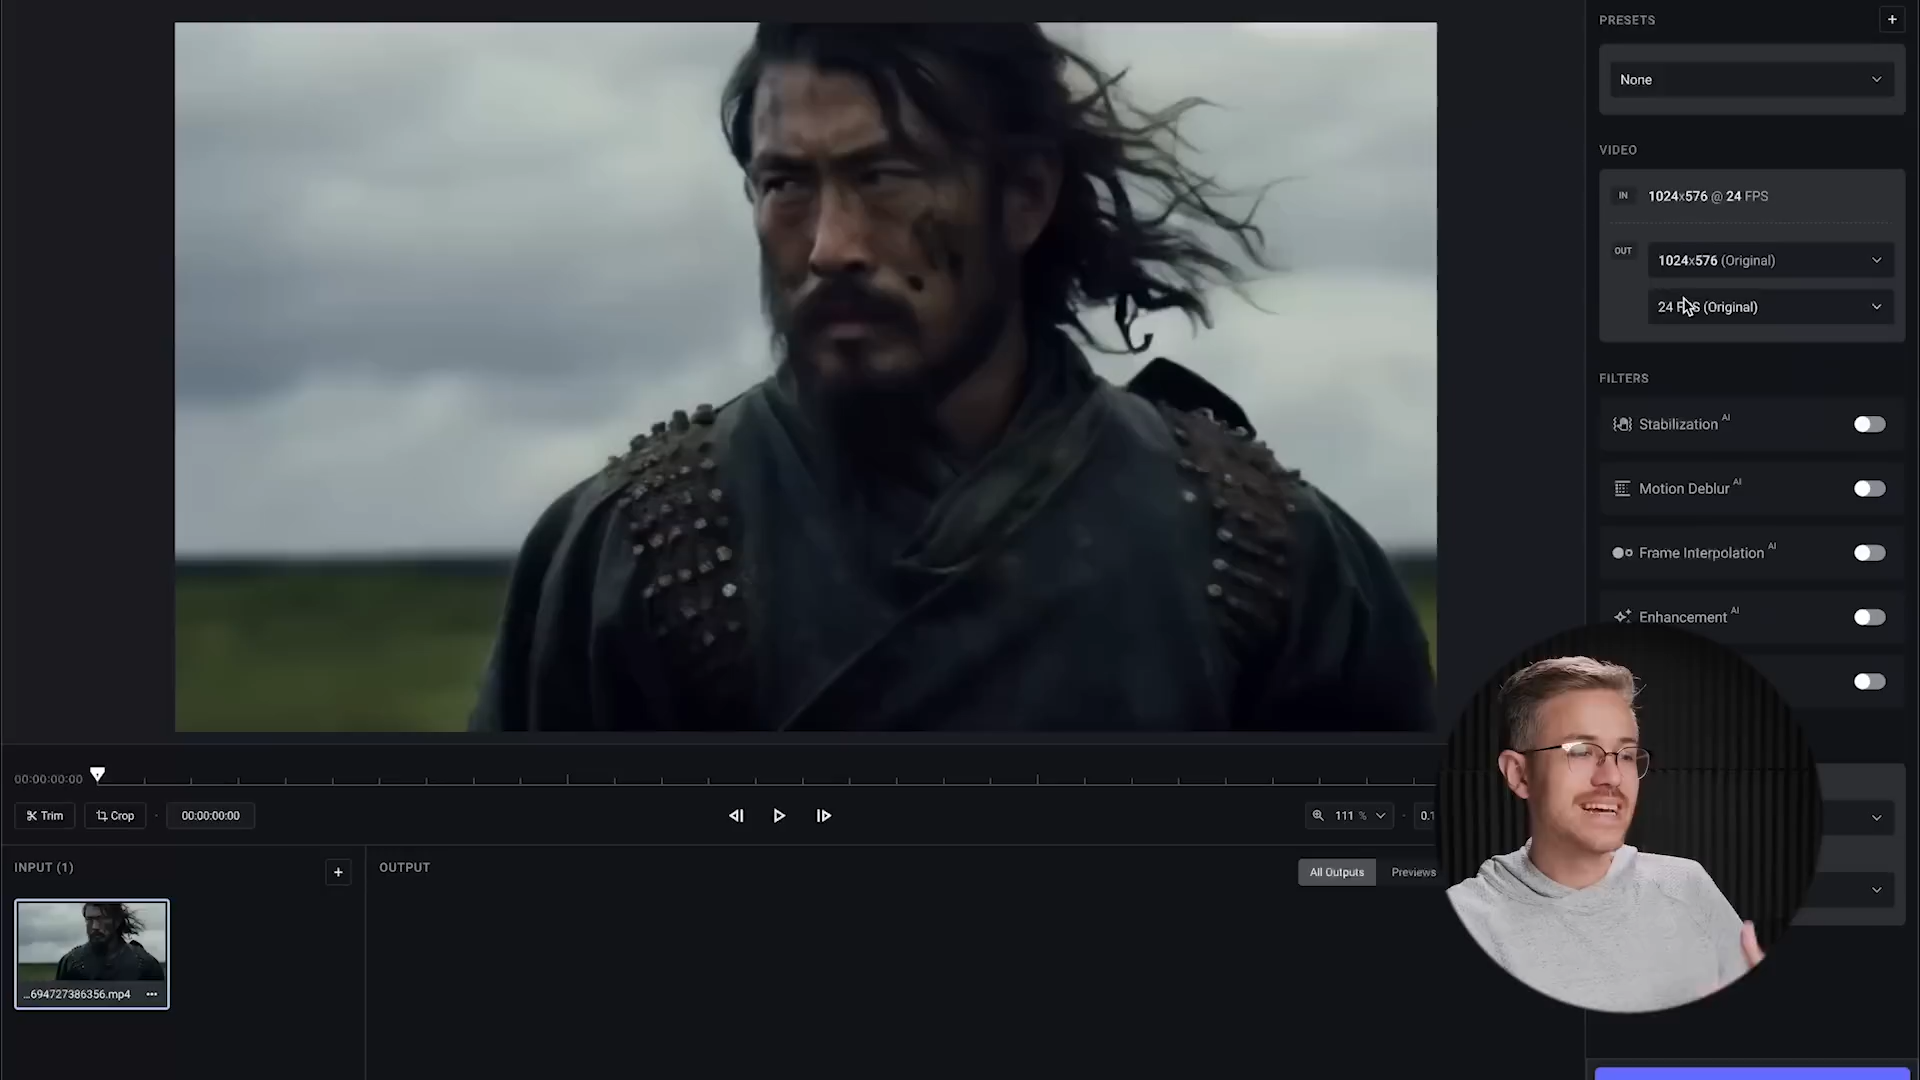 PRESETS
+
None
VIDEO
IN 1024x576 @ 24 FPS
OUT 1024x576 (Original)
24 FPS (Original)
FILTERS
Stabilization AI
Motion Deblur AI
Frame Interpolation AI
Enhancement AI
00:00:00:00
Trim Crop 00:00:00:00
111 %
INPUT (1) +
OUTPUT
All Outputs Previews
...694727386356.mp4 ...